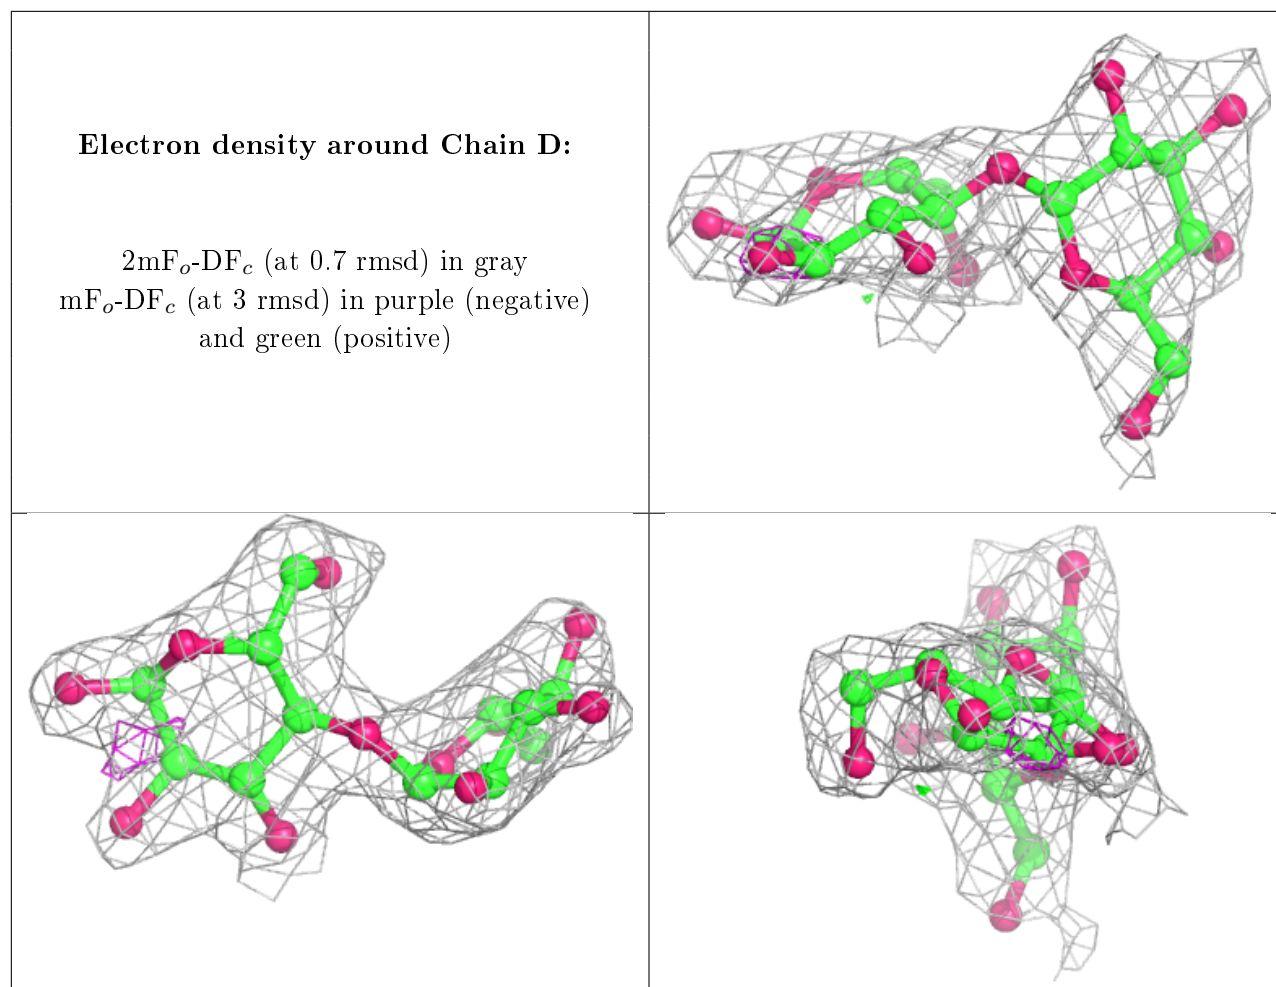 Electron density around Chain D:
2mFₒ-DF𝒸 (at 0.7 rmsd) in gray
mFₒ-DF𝒸 (at 3 rmsd) in purple (negative)
and green (positive)